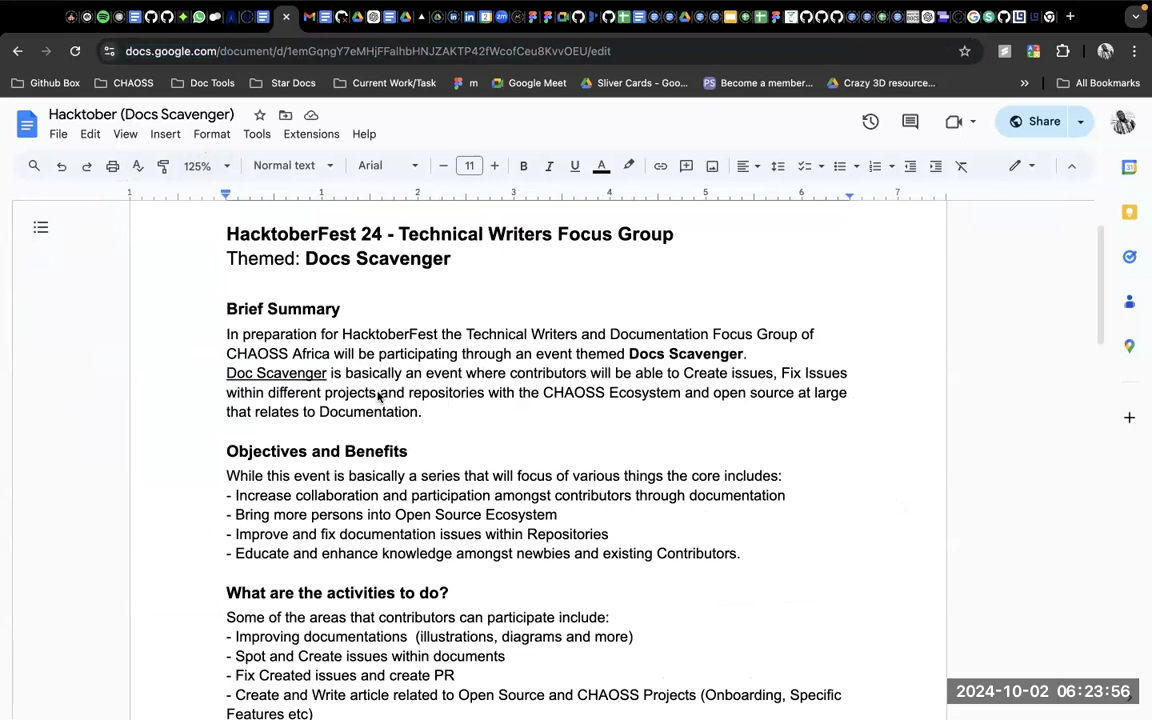 docs.google.com/document/d/1emGqngY7eMHjFFalhbHNJZAKTP42fWcofCeu8KvvOEU/edit
Github Box
CHAOSS
Doc Tools
Star Docs
Current Work/Task
m
Google Meet
Sliver Cards - Goo...
Become a member...
Crazy 3D resource...
»
All Bookmarks
Hacktober (Docs Scavenger)
File Edit View Insert Format Tools Extensions Help
Share
125% Normal text Arial − 11 + B I U A
1 1 2 3 4 5 6 7
HacktoberFest 24 - Technical Writers Focus Group
Themed: Docs Scavenger
Brief Summary
In preparation for HacktoberFest the Technical Writers and Documentation Focus Group of
CHAOSS Africa will be participating through an event themed Docs Scavenger.
Doc Scavenger is basically an event where contributors will be able to Create issues, Fix Issues
within different projects and repositories with the CHAOSS Ecosystem and open source at large
that relates to Documentation.
Objectives and Benefits
While this event is basically a series that will focus of various things the core includes:
- Increase collaboration and participation amongst contributors through documentation
- Bring more persons into Open Source Ecosystem
- Improve and fix documentation issues within Repositories
- Educate and enhance knowledge amongst newbies and existing Contributors.
What are the activities to do?
Some of the areas that contributors can participate include:
- Improving documentations (illustrations, diagrams and more)
- Spot and Create issues within documents
- Fix Created issues and create PR
- Create and Write article related to Open Source and CHAOSS Projects (Onboarding, Specific
Features etc)
2024-10-02 06:23:56